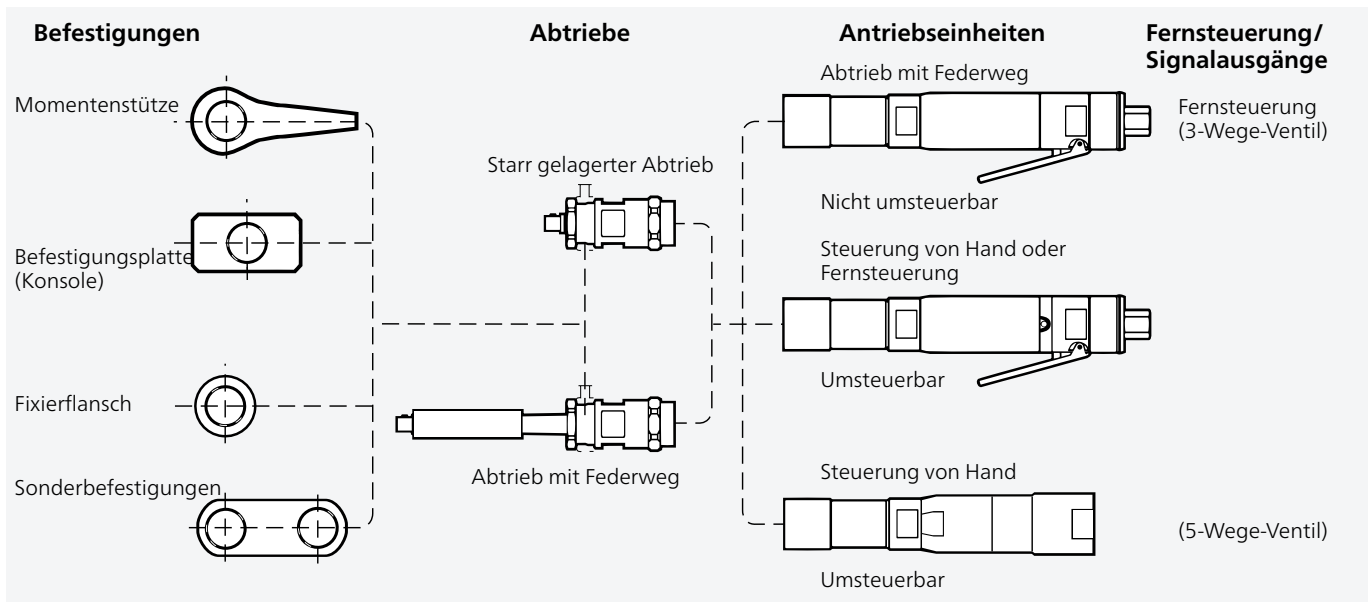 Befestigungen
Momentenstütze
Befestigungsplatte
(Konsole)
Fixierflansch
Sonderbefestigungen
Abtriebe
Starr gelagerter Abtrieb
Abtrieb mit Federweg
Antriebseinheiten
Abtrieb mit Federweg
Nicht umsteuerbar
Steuerung von Hand oder
Fernsteuerung
Umsteuerbar
Steuerung von Hand
Umsteuerbar
Fernsteuerung/
Signalausgänge
Fernsteuerung
(3-Wege-Ventil)
(5-Wege-Ventil)